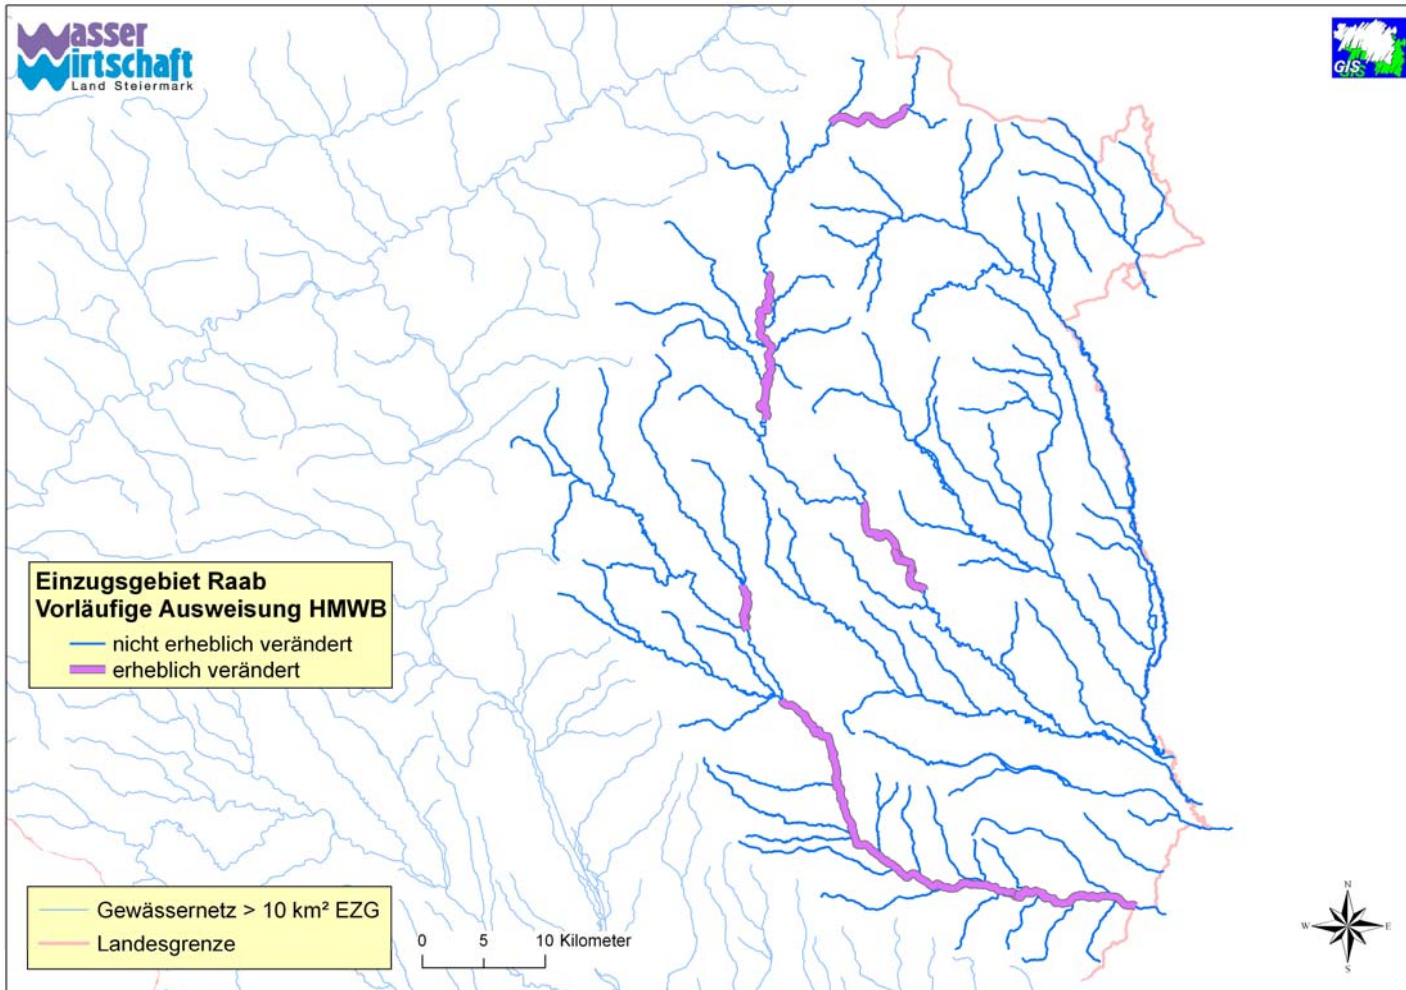 Wasser
Wirtschaft
Land Steiermark
GIS
Einzugsgebiet Raab
Vorläufige Ausweisung HMWB
nicht erheblich verändert
erheblich verändert
Gewässernetz > 10 km² EZG
Landesgrenze
0 5 10 Kilometer
N
W E
S